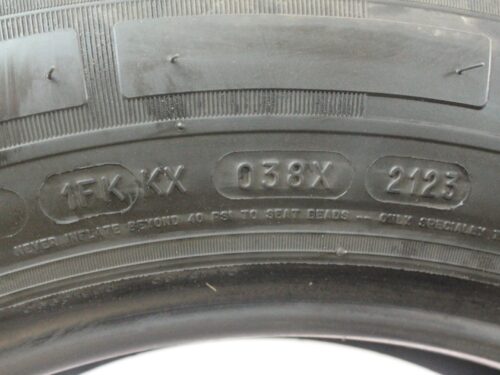 1FK KX 038X 2123
NEVER INFLATE BEYOND 40 PSI TO SEAT BEADS - ONLY SPECIALLY